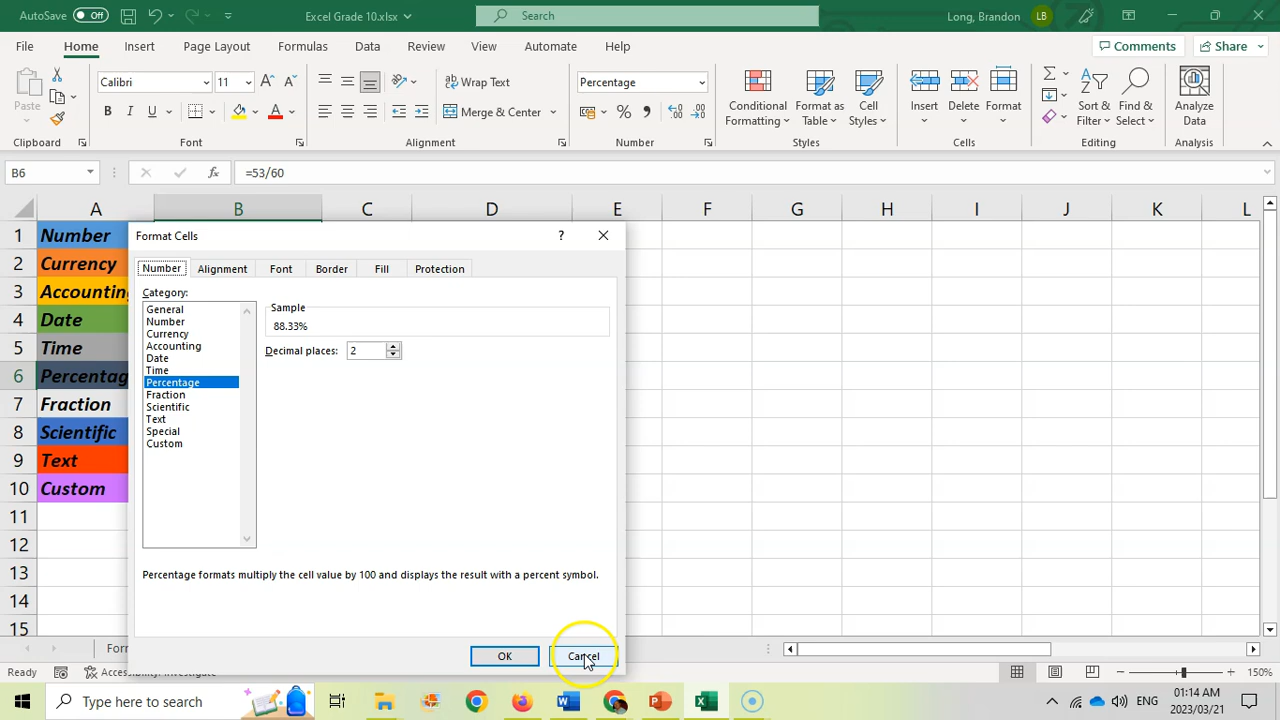 AutoSave Off Excel Grade 10.xlsx Search Long, Brandon LB
File Home Insert Draw Page Layout Formulas Data Review View Automate Help Comments Share
Calibri 11 Wrap Text Percentage
Paste B I U A Merge & Center % Conditional Formatting Format as Table Cell Styles Insert Delete Format Sort & Filter Find & Select Analyze Data
Clipboard Font Alignment Number Styles Cells Editing Analysis
B6 fx =53/60
A B C D E F G H I J K L
1 Number
2 Currency
3 Accounting
4 Date
5 Time
6 Percentag
7 Fraction
8 Scientific
9 Text
10 Custom
11
12
13
14
15
Format Cells ?
Number Alignment Font Border Fill Protection
Category:
General
Number
Currency
Accounting
Date
Time
Percentage
Fraction
Scientific
Text
Special
Custom
Sample
88.33%
Decimal places: 2
Percentage formats multiply the cell value by 100 and displays the result with a percent symbol.
OK Cancel
For
Ready Accessibility: Investigate 150%
Type here to search ENG 01:14 AM
2023/03/21